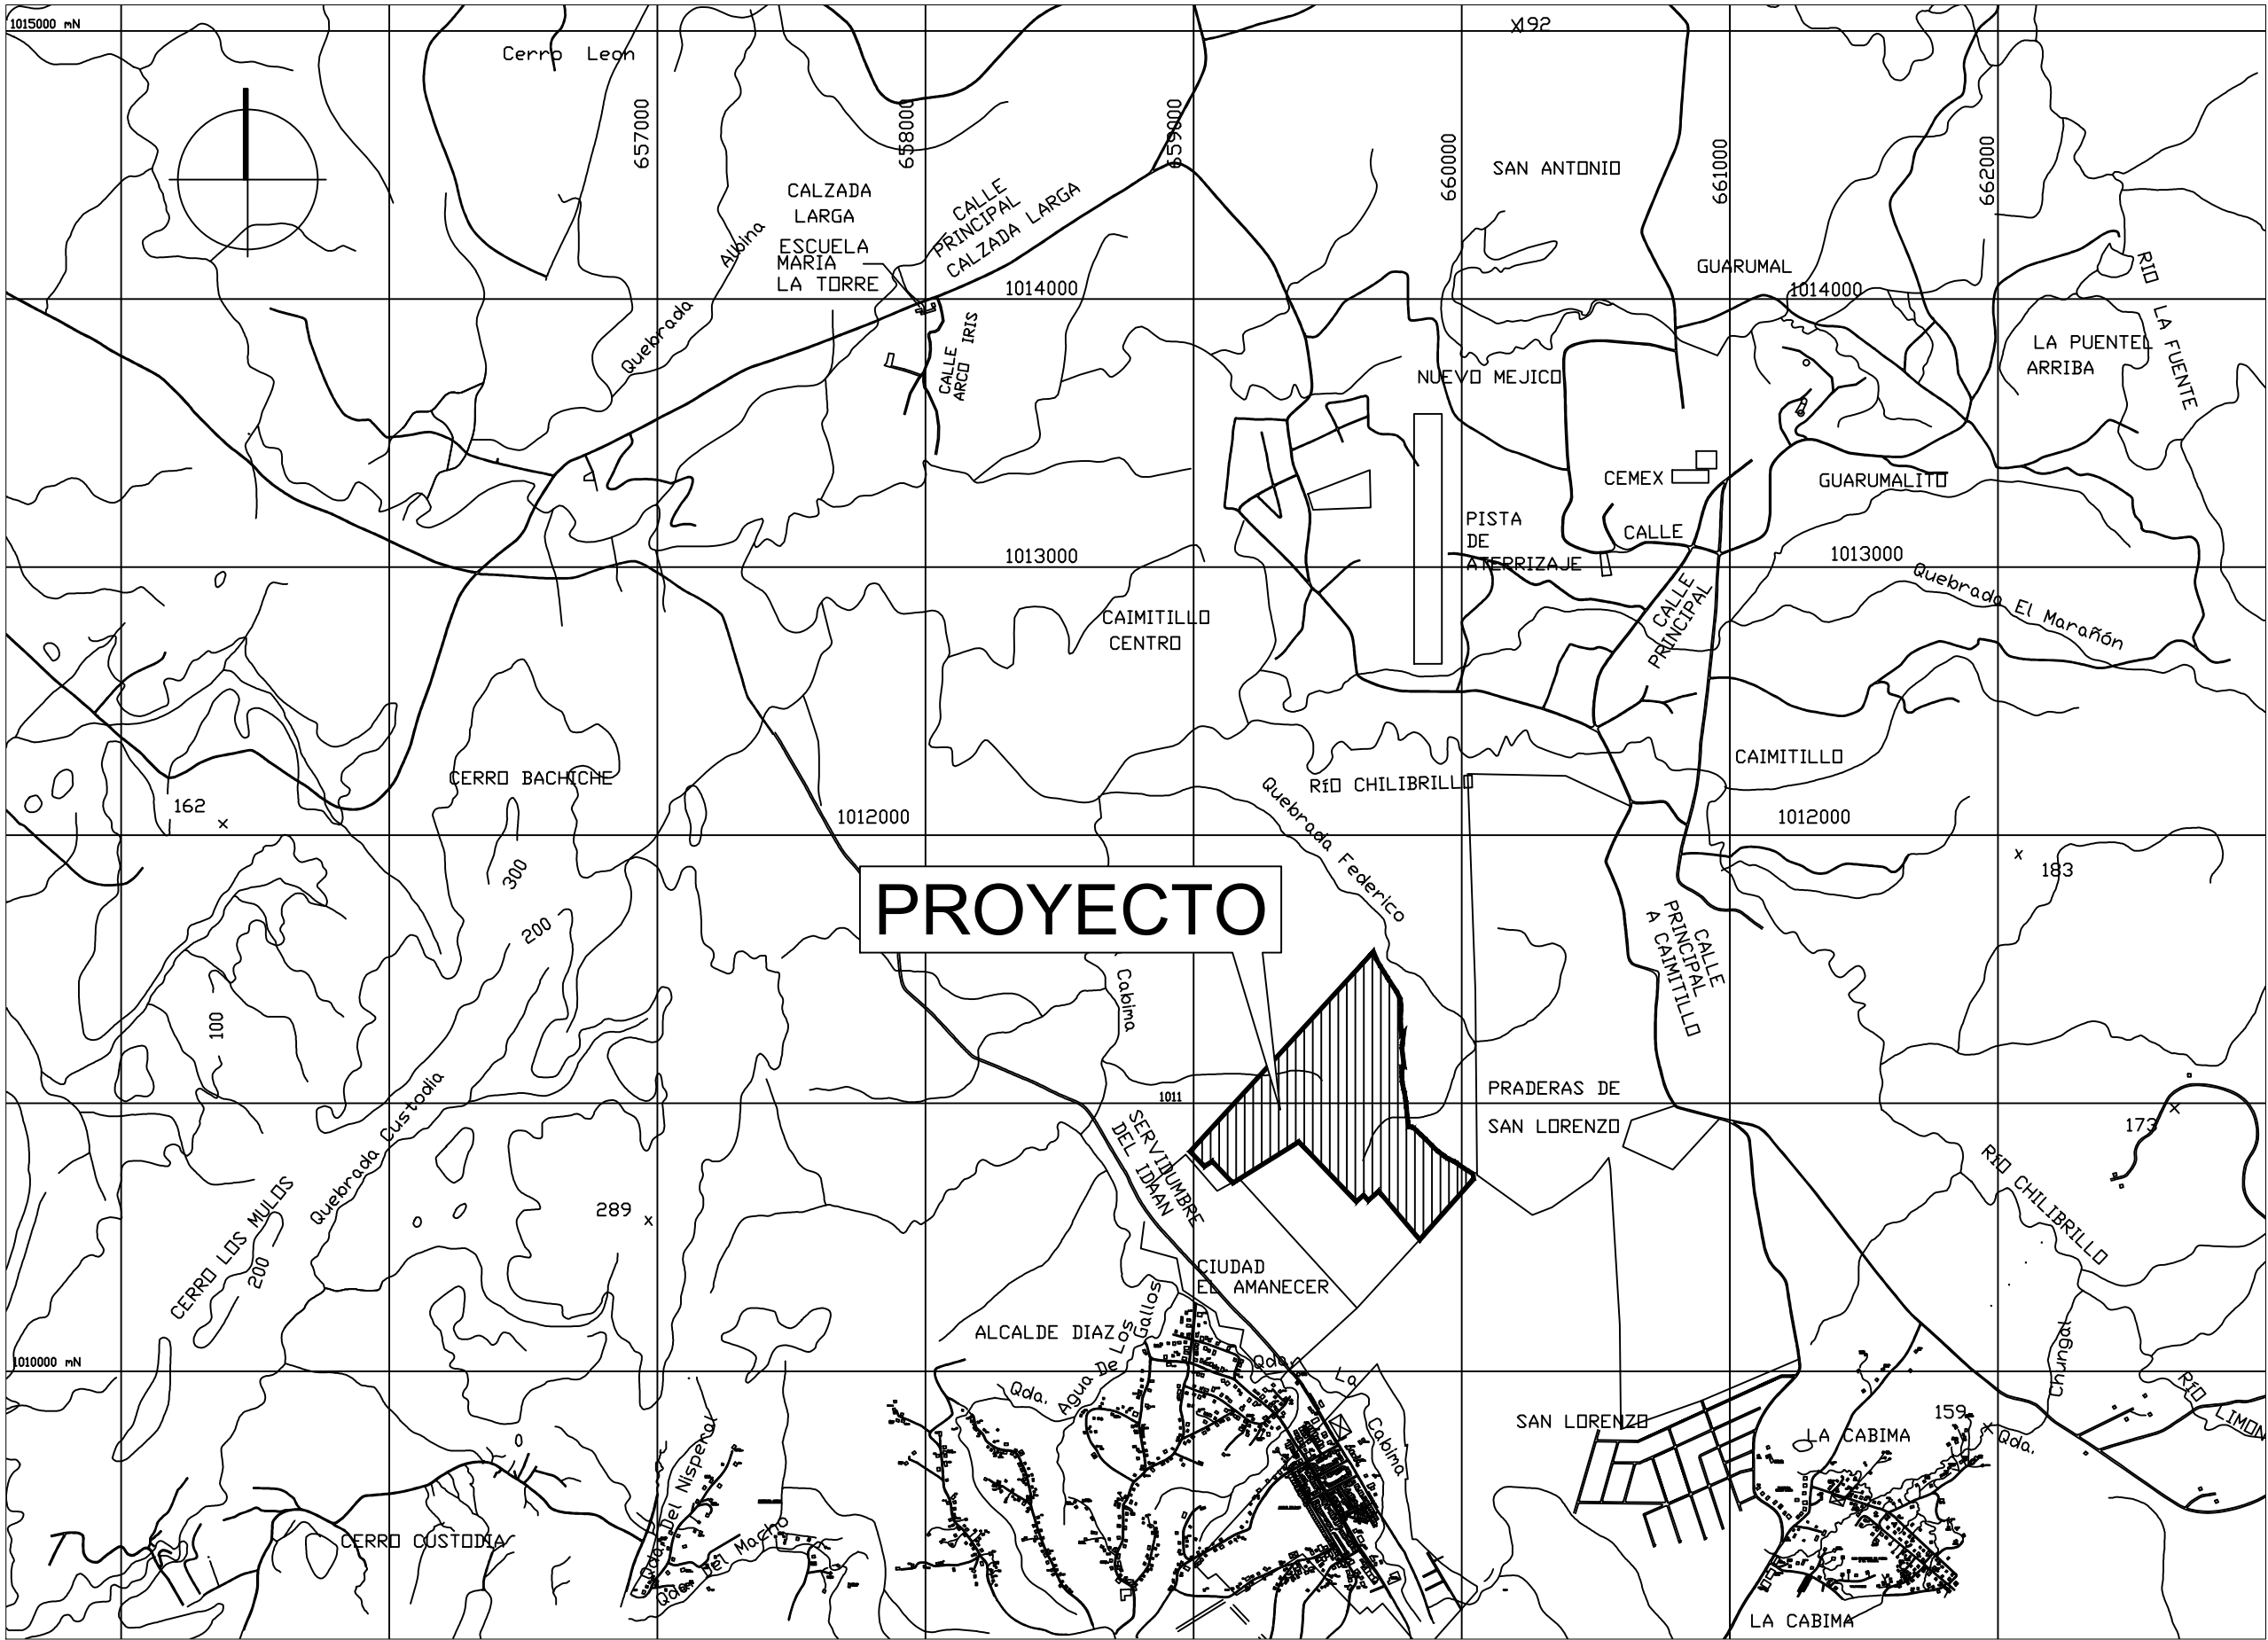 1015000 mN
Cerro Leon
X192
657000
658000
659000
660000
661000
662000
SAN ANTONIO
CALZADA
LARGA
CALLE
PRINCIPAL
CALZADA LARGA
ESCUELA
MARIA
LA TORRE
Quebrada Albina
1014000
GUARUMAL
1014000
RIO LA FUENTE
CALLE
ARCO IRIS
LA PUENTEL
ARRIBA
NUEVO MEJICO
CEMEX
GUARUMALITO
PISTA
DE
ATERRIZAJE
CALLE
1013000
1013000
Quebrada El Marañón
CALLE
PRINCIPAL
CAIMITILLO
CENTRO
CAIMITILLO
CERRO BACHICHE
RíO CHILIBRILLO
162
x
1012000
1012000
Quebrada Federico
300
x
183
200
PROYECTO
CALLE
PRINCIPAL
A CAIMITILLO
Cabima
100
Quebrada Custodia
1011
PRADERAS DE
SAN LORENZO
173
x
SERVIDUMBRE
DEL IDAAN
RíO CHILIBRILLO
CERRO LOS MULOS
200
289
x
CIUDAD
EL AMANECER
ALCALDE DIAZ
Qda. Agua De Los Gallos
1010000 mN
Qda. La Cabima
Chungal
RíO LIMON
SAN LORENZO
159
x
Qda.
LA CABIMA
Qda. Del Nisperal
CERRO CUSTODIA
Qda. Del Macho
LA CABIMA